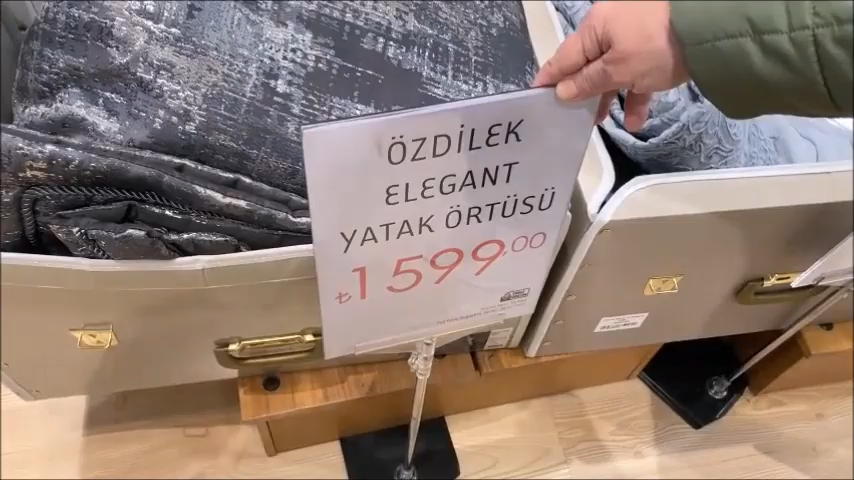 ÖZDİLEK
ELEGANT
YATAK ÖRTÜSÜ
₺1599,00